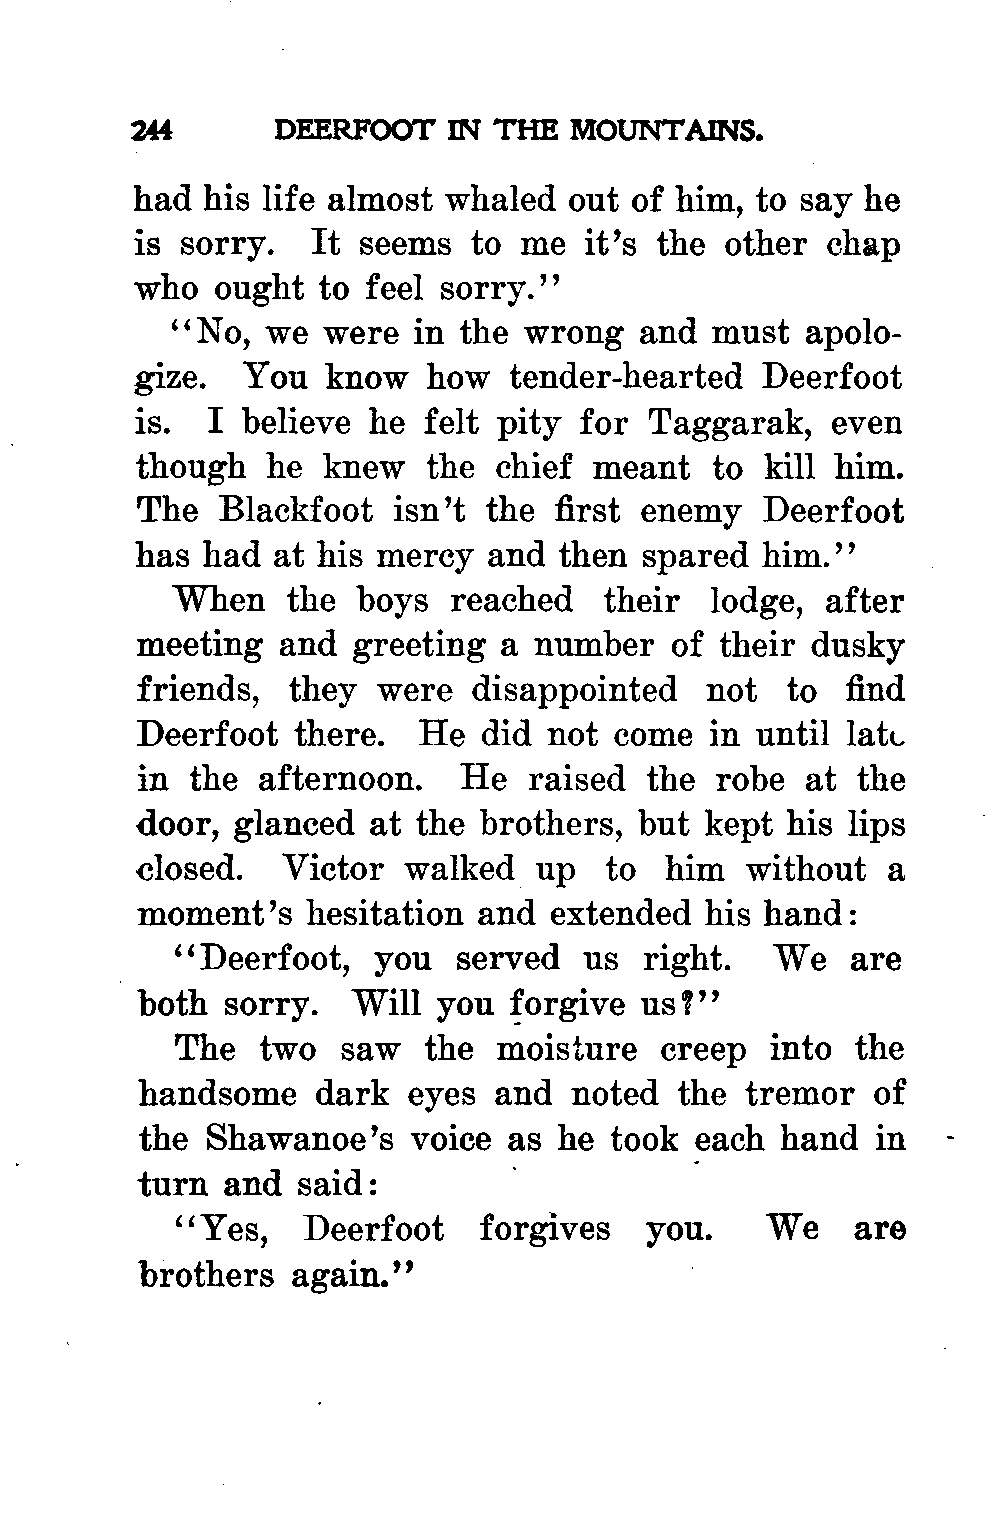 244 DEERFOOT IN THE MOUNTAINS.
had his life almost whaled out of him, to say he
is sorry. It seems to me it's the other chap
who ought to feel sorry."
"No, we were in the wrong and must apolo-
gize. You know how tender-hearted Deerfoot
is. I believe he felt pity for Taggarak, even
though he knew the chief meant to kill him.
The Blackfoot isn't the first enemy Deerfoot
has had at his mercy and then spared him."
When the boys reached their lodge, after
meeting and greeting a number of their dusky
friends, they were disappointed not to find
Deerfoot there. He did not come in until late
in the afternoon. He raised the robe at the
door, glanced at the brothers, but kept his lips
closed. Victor walked up to him without a
moment's hesitation and extended his hand:
"Deerfoot, you served us right. We are
both sorry. Will you forgive us?"
The two saw the moisture creep into the
handsome dark eyes and noted the tremor of
the Shawanoe's voice as he took each hand in
turn and said:
"Yes, Deerfoot forgives you. We are
brothers again."